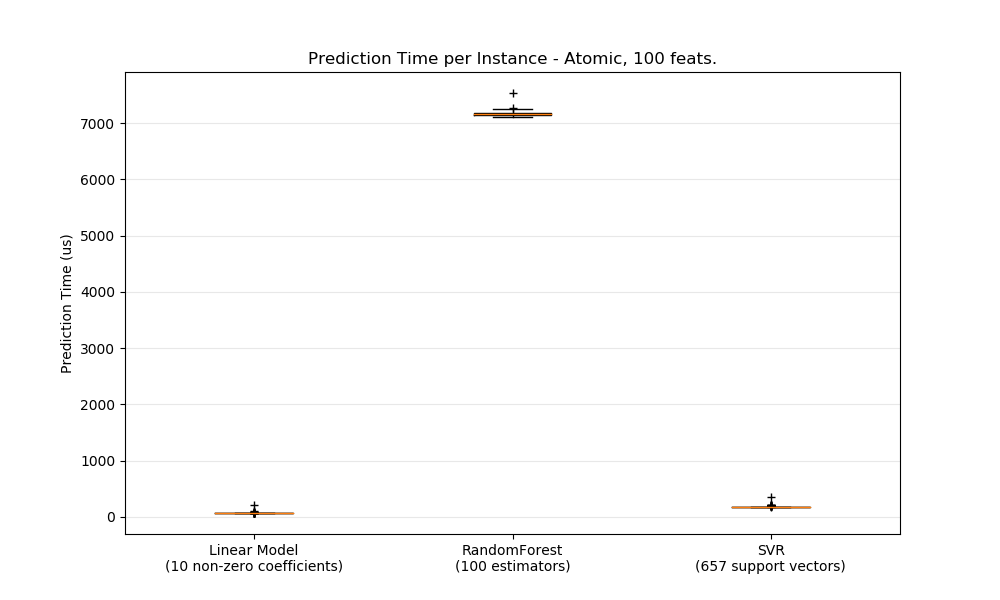 Prediction Time per Instance - Atomic, 100 feats.
Prediction Time (us)
7000
6000
5000
4000
3000
2000
1000
0
Linear Model
(10 non-zero coefficients)
RandomForest
(100 estimators)
SVR
(657 support vectors)